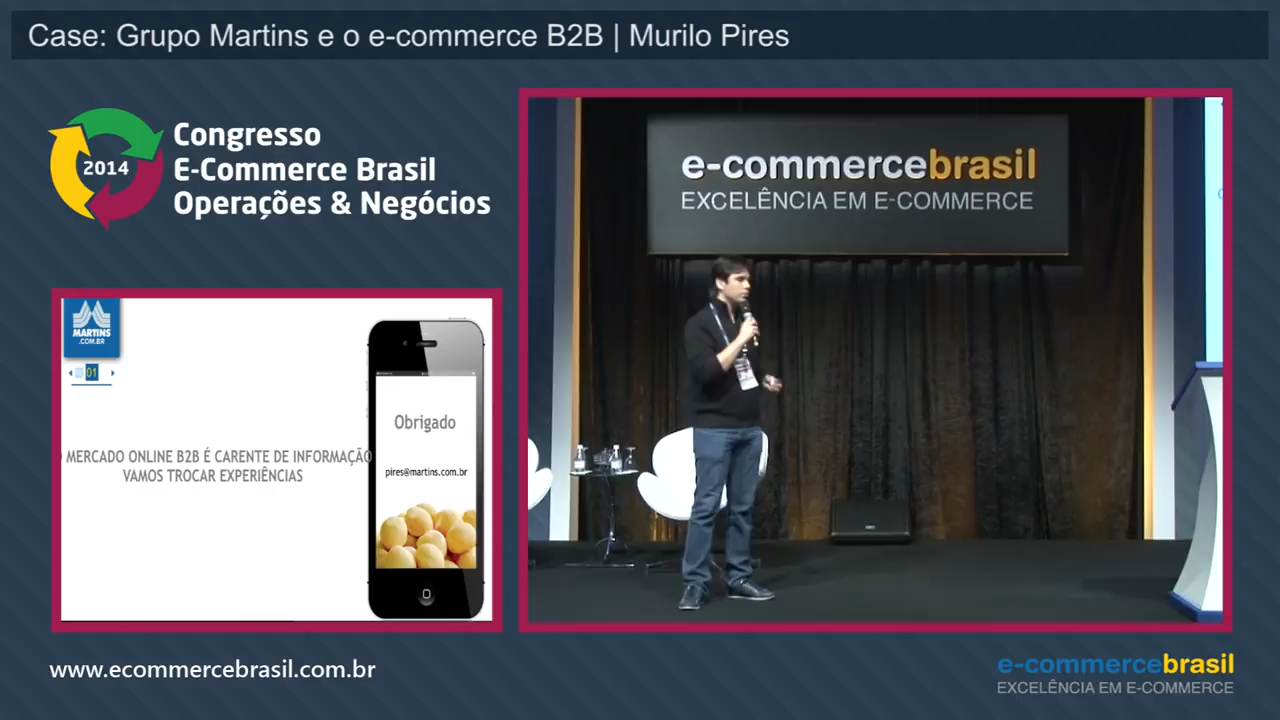 Case: Grupo Martins e o e-commerce B2B | Murilo Pires
2014
Congresso
E-Commerce Brasil
Operações & Negócios
e-commercebrasil
EXCELÊNCIA EM E-COMMERCE
MARTINS
.COM.BR
01
MERCADO ONLINE B2B É CARENTE DE INFORMAÇÃO
VAMOS TROCAR EXPERIÊNCIAS
Obrigado
pires@martins.com.br
www.ecommercebrasil.com.br
e-commercebrasil
EXCELÊNCIA EM E-COMMERCE